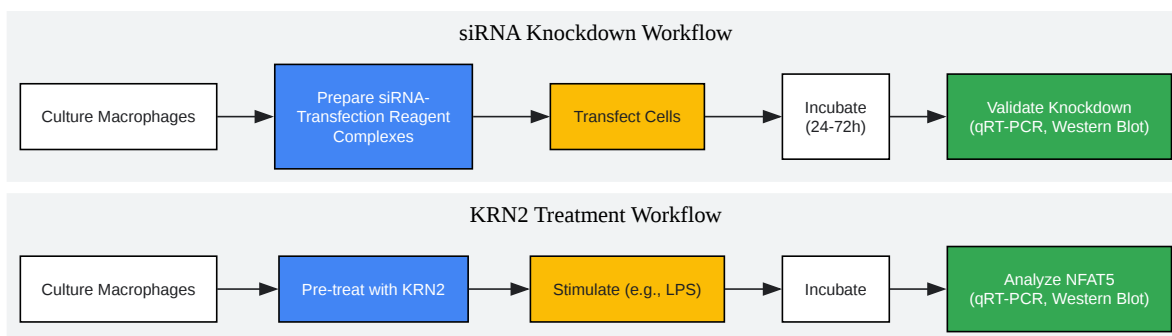 siRNA Knockdown Workflow
Culture Macrophages
Prepare siRNA-
Transfection Reagent
Complexes
Transfect Cells
Incubate
(24-72h)
Validate Knockdown
(qRT-PCR, Western Blot)
KRN2 Treatment Workflow
Culture Macrophages
Pre-treat with KRN2
Stimulate (e.g., LPS)
Incubate
Analyze NFAT5
(qRT-PCR, Western Blot)